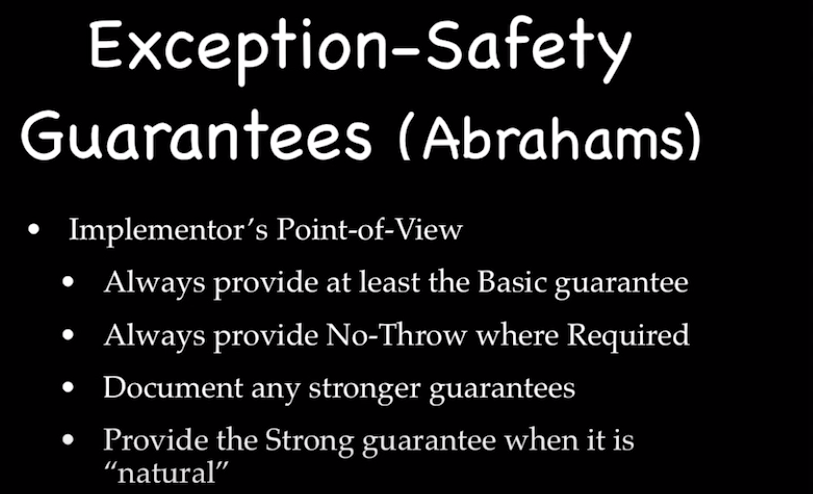 Exception-Safety
Guarantees (Abrahams)
• Implementor’s Point-of-View
• Always provide at least the Basic guarantee
• Always provide No-Throw where Required
• Document any stronger guarantees
• Provide the Strong guarantee when it is
“natural”